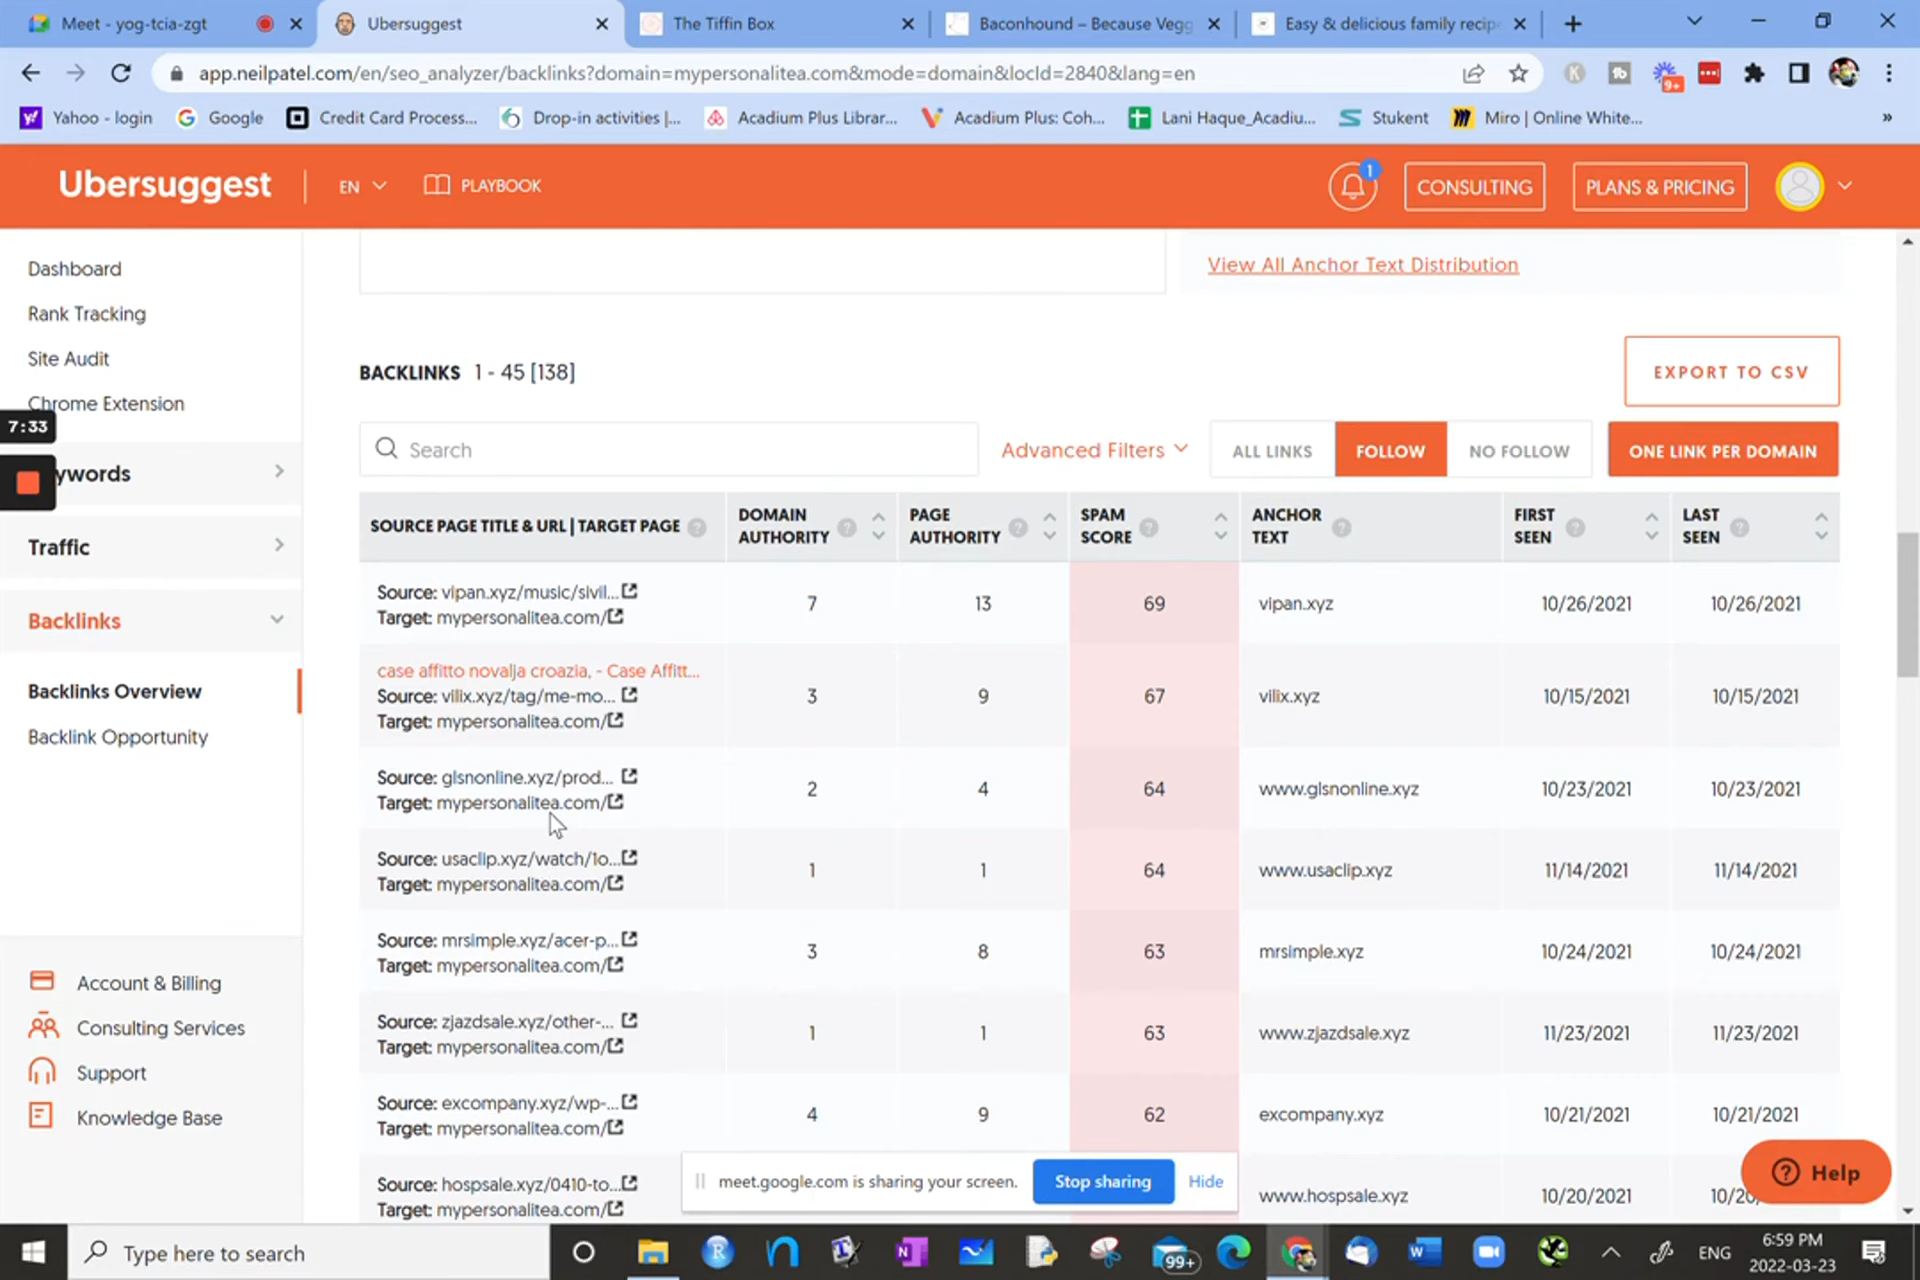 Meet - yog-tcia-zgt
Ubersuggest
The Tiffin Box
Baconhound – Because Vegg
Easy & delicious family recipe
app.neilpatel.com/en/seo_analyzer/backlinks?domain=mypersonalitea.com&mode=domain&locId=2840&lang=en
9+
Yahoo - login
Google
Credit Card Process...
Drop-in activities |...
Acadium Plus Librar...
Acadium Plus: Coh...
Lani Haque_Acadiu...
Stukent
Miro | Online White...
»
Ubersuggest
EN
PLAYBOOK
1
CONSULTING
PLANS & PRICING
Dashboard
Rank Tracking
Site Audit
Chrome Extension
7:33
ywords
Traffic
Backlinks
Backlinks Overview
Backlink Opportunity
Account & Billing
Consulting Services
Support
Knowledge Base
View All Anchor Text Distribution
BACKLINKS 1 - 45 [138]
EXPORT TO CSV
Search
Advanced Filters
ALL LINKS
FOLLOW
NO FOLLOW
ONE LINK PER DOMAIN
SOURCE PAGE TITLE & URL | TARGET PAGE
DOMAIN AUTHORITY
PAGE AUTHORITY
SPAM SCORE
ANCHOR TEXT
FIRST SEEN
LAST SEEN
Source: vipan.xyz/music/sivil...
Target: mypersonalitea.com/
7 13 69 vipan.xyz 10/26/2021 10/26/2021
case affitto novalja croazia, - Case Affitt...
Source: vilix.xyz/tag/me-mo...
Target: mypersonalitea.com/
3 9 67 vilix.xyz 10/15/2021 10/15/2021
Source: glsnonline.xyz/prod...
Target: mypersonalitea.com/
2 4 64 www.glsnonline.xyz 10/23/2021 10/23/2021
Source: usaclip.xyz/watch/1o...
Target: mypersonalitea.com/
1 1 64 www.usaclip.xyz 11/14/2021 11/14/2021
Source: mrsimple.xyz/acer-p...
Target: mypersonalitea.com/
3 8 63 mrsimple.xyz 10/24/2021 10/24/2021
Source: zjazdsale.xyz/other-...
Target: mypersonalitea.com/
1 1 63 www.zjazdsale.xyz 11/23/2021 11/23/2021
Source: excompany.xyz/wp-...
Target: mypersonalitea.com/
4 9 62 excompany.xyz 10/21/2021 10/21/2021
Source: hospsale.xyz/0410-to...
Target: mypersonalitea.com/
www.hospsale.xyz 10/20/2021 10/20
meet.google.com is sharing your screen.
Stop sharing
Hide
Help
Type here to search
99+
ENG
6:59 PM
2022-03-23